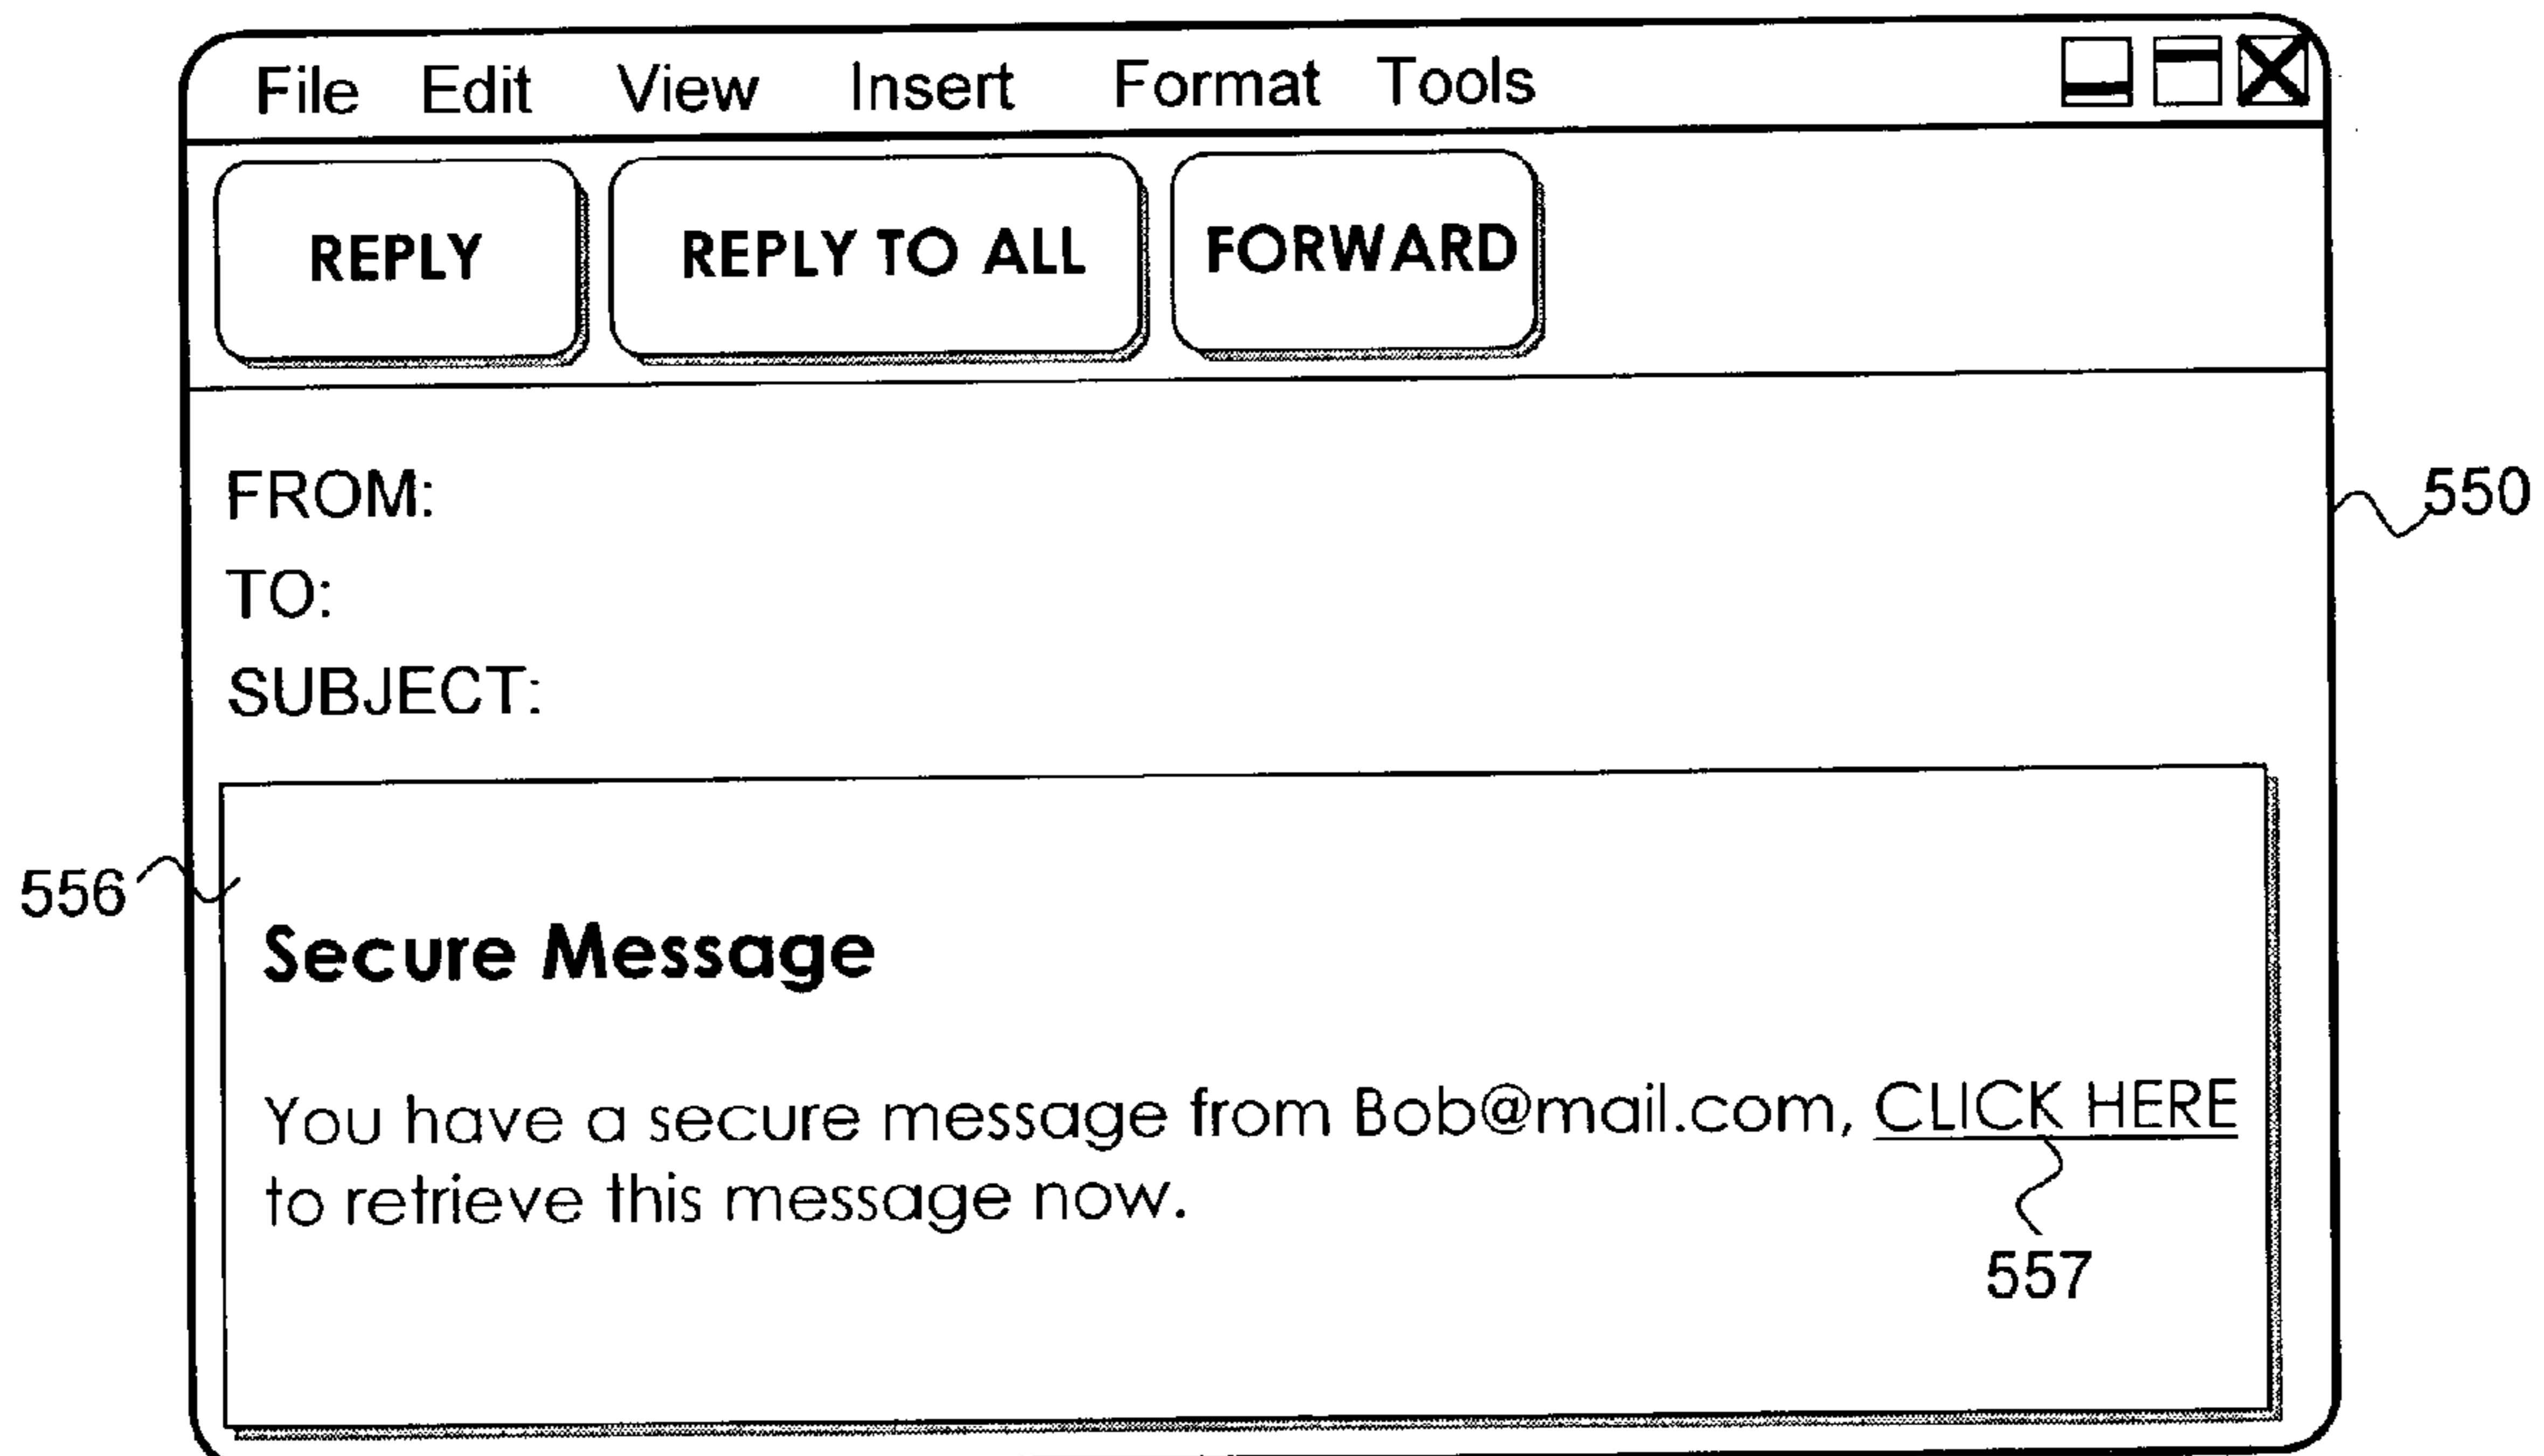 File Edit View Insert Format Tools
REPLY REPLY TO ALL FORWARD
FROM:
550
TO:
SUBJECT:
556
Secure Message
You have a secure message from Bob@mail.com, CLICK HERE
to retrieve this message now.
557